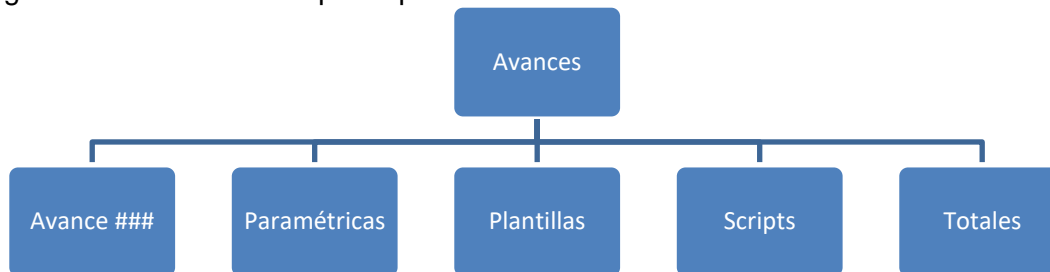 Avances
Avance ###
Paramétricas
Plantillas
Scripts
Totales